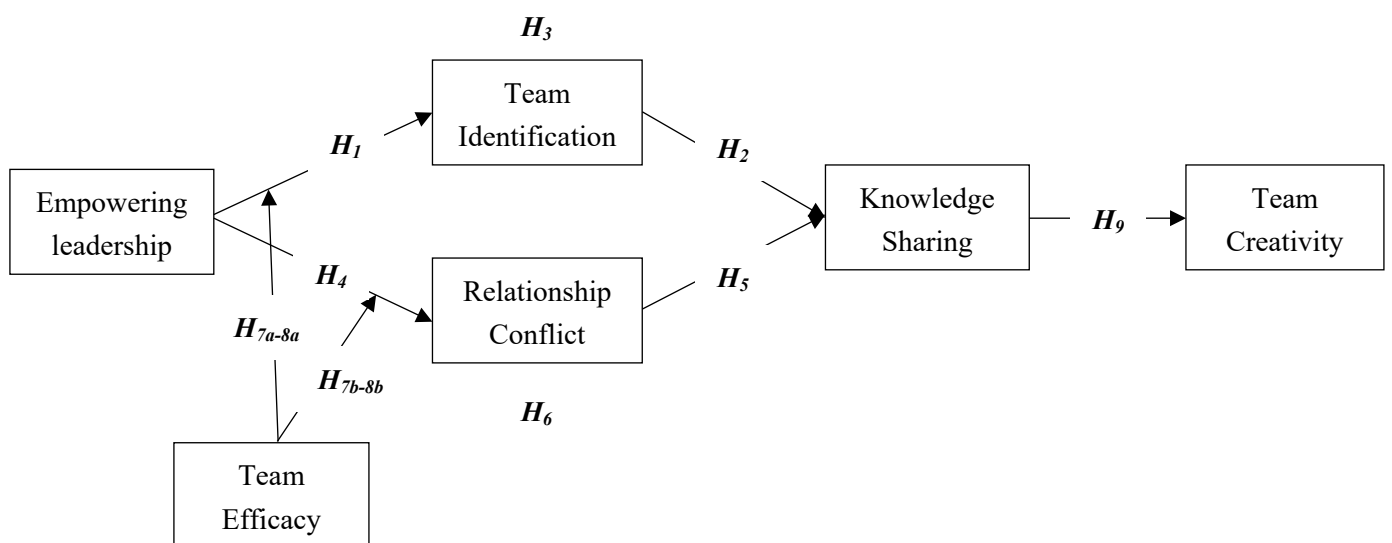 H3
Team
Identification
H1
H2
Empowering
leadership
Knowledge
Sharing
H9
Team
Creativity
H4
Relationship
Conflict
H5
H7a-8a
H7b-8b
H6
Team
Efficacy